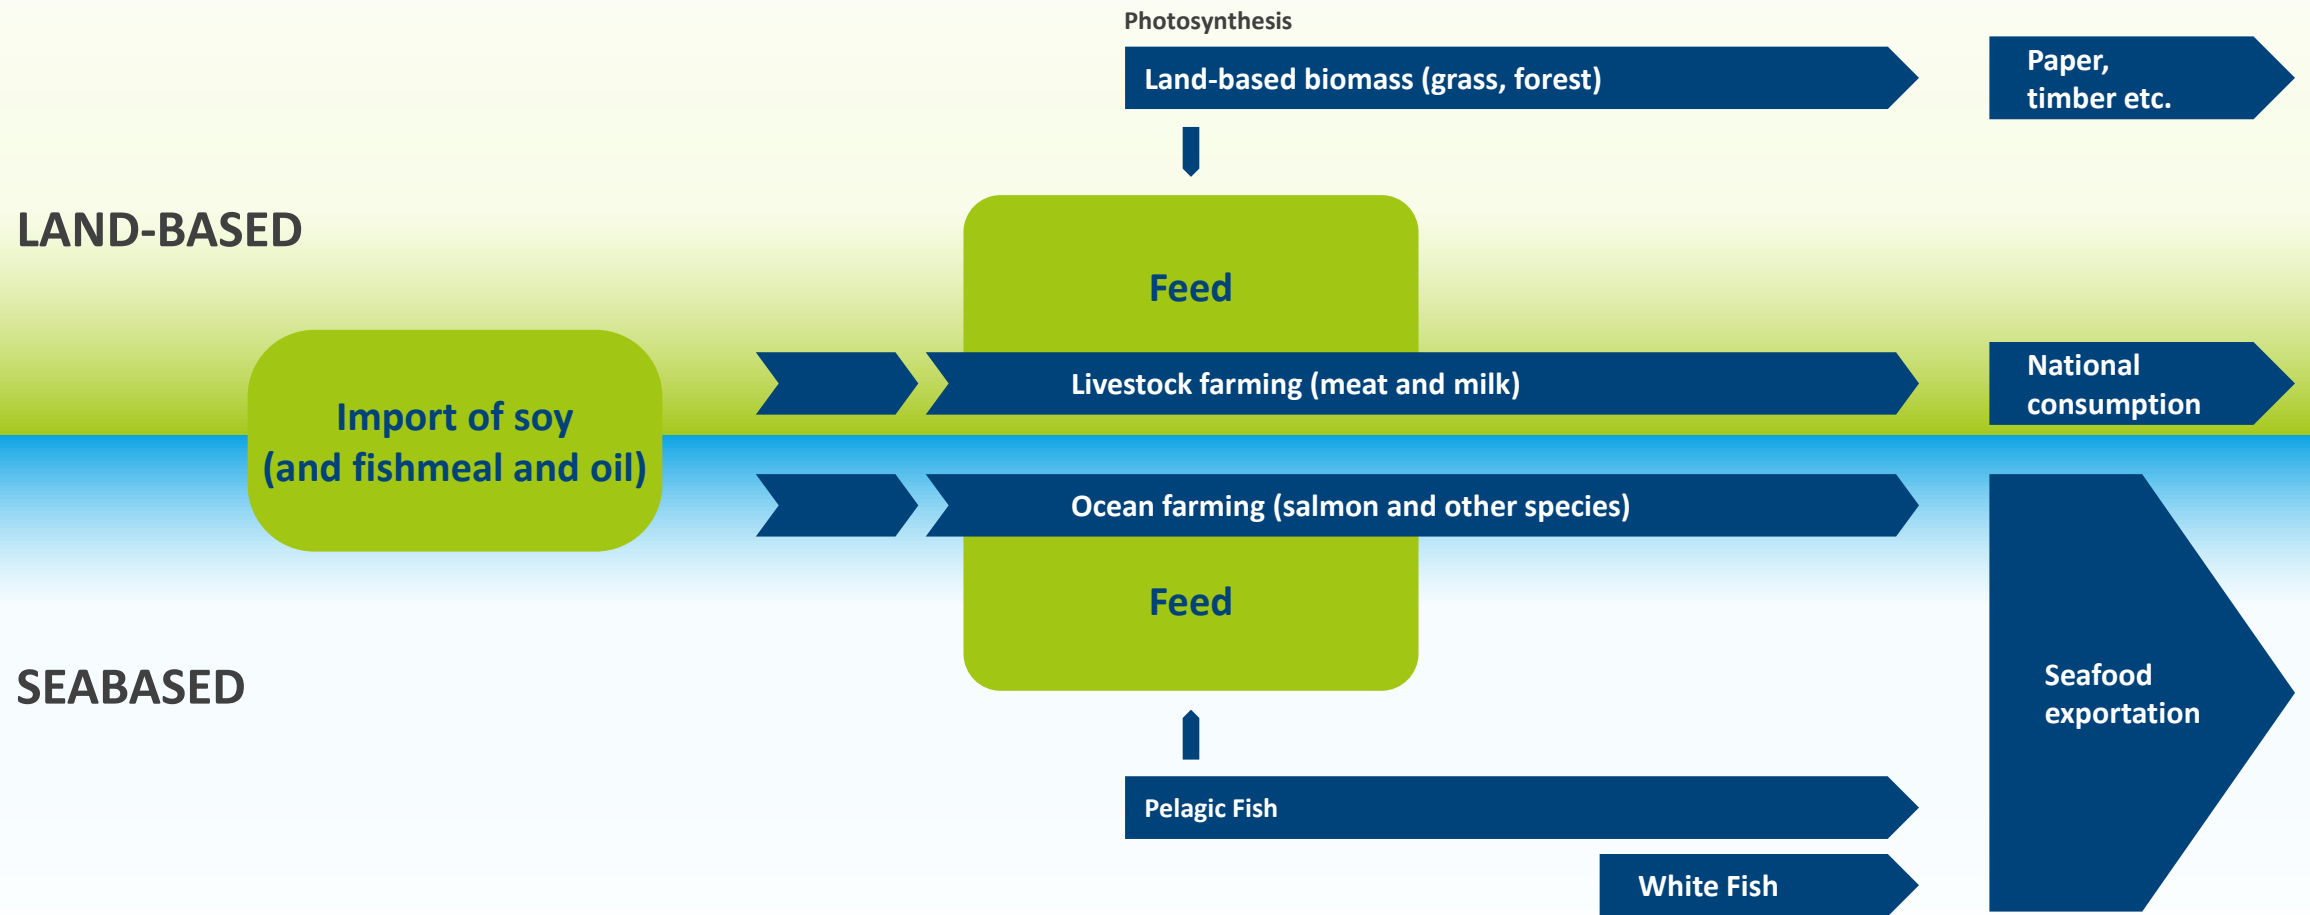 Photosynthesis
Land-based biomass (grass, forest)
Paper,
timber etc.
LAND-BASED
Feed
Livestock farming (meat and milk)
National
consumption
Import of soy
(and fishmeal and oil)
Ocean farming (salmon and other species)
Feed
SEABASED
Seafood
exportation
Pelagic Fish
White Fish